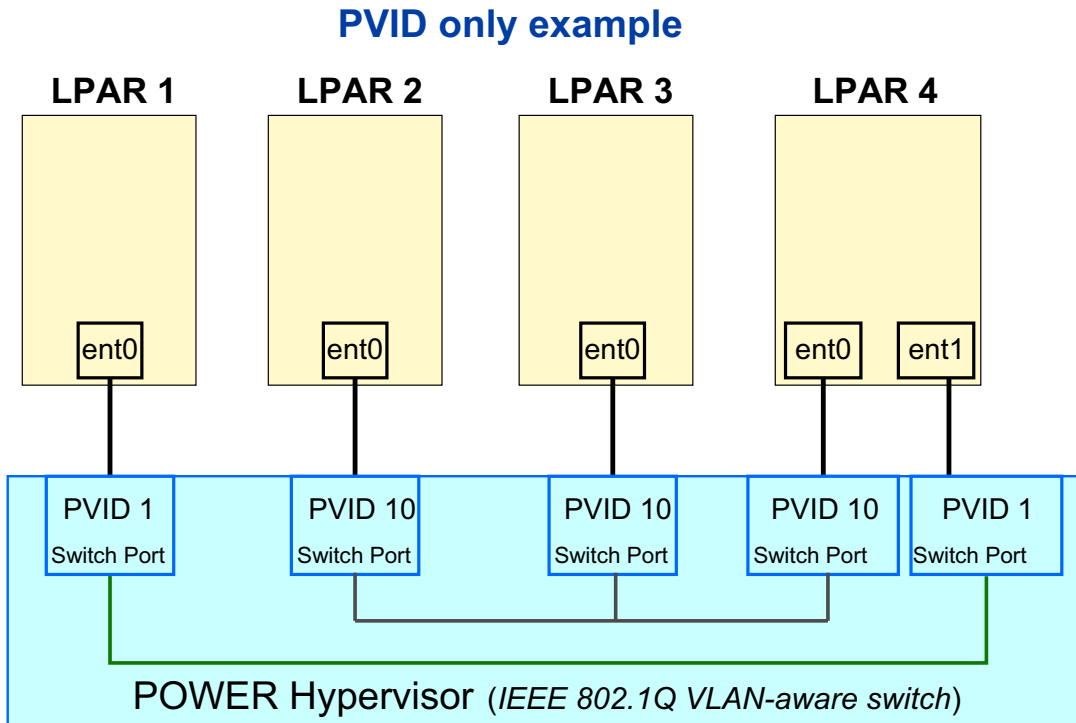 PVID only example
LPAR 1 LPAR 2 LPAR 3 LPAR 4
ent0 ent0 ent0 ent0 ent1
PVID 1 PVID 10 PVID 10 PVID 10 PVID 1
Switch Port Switch Port Switch Port Switch Port Switch Port
POWER Hypervisor (IEEE 802.1Q VLAN-aware switch)